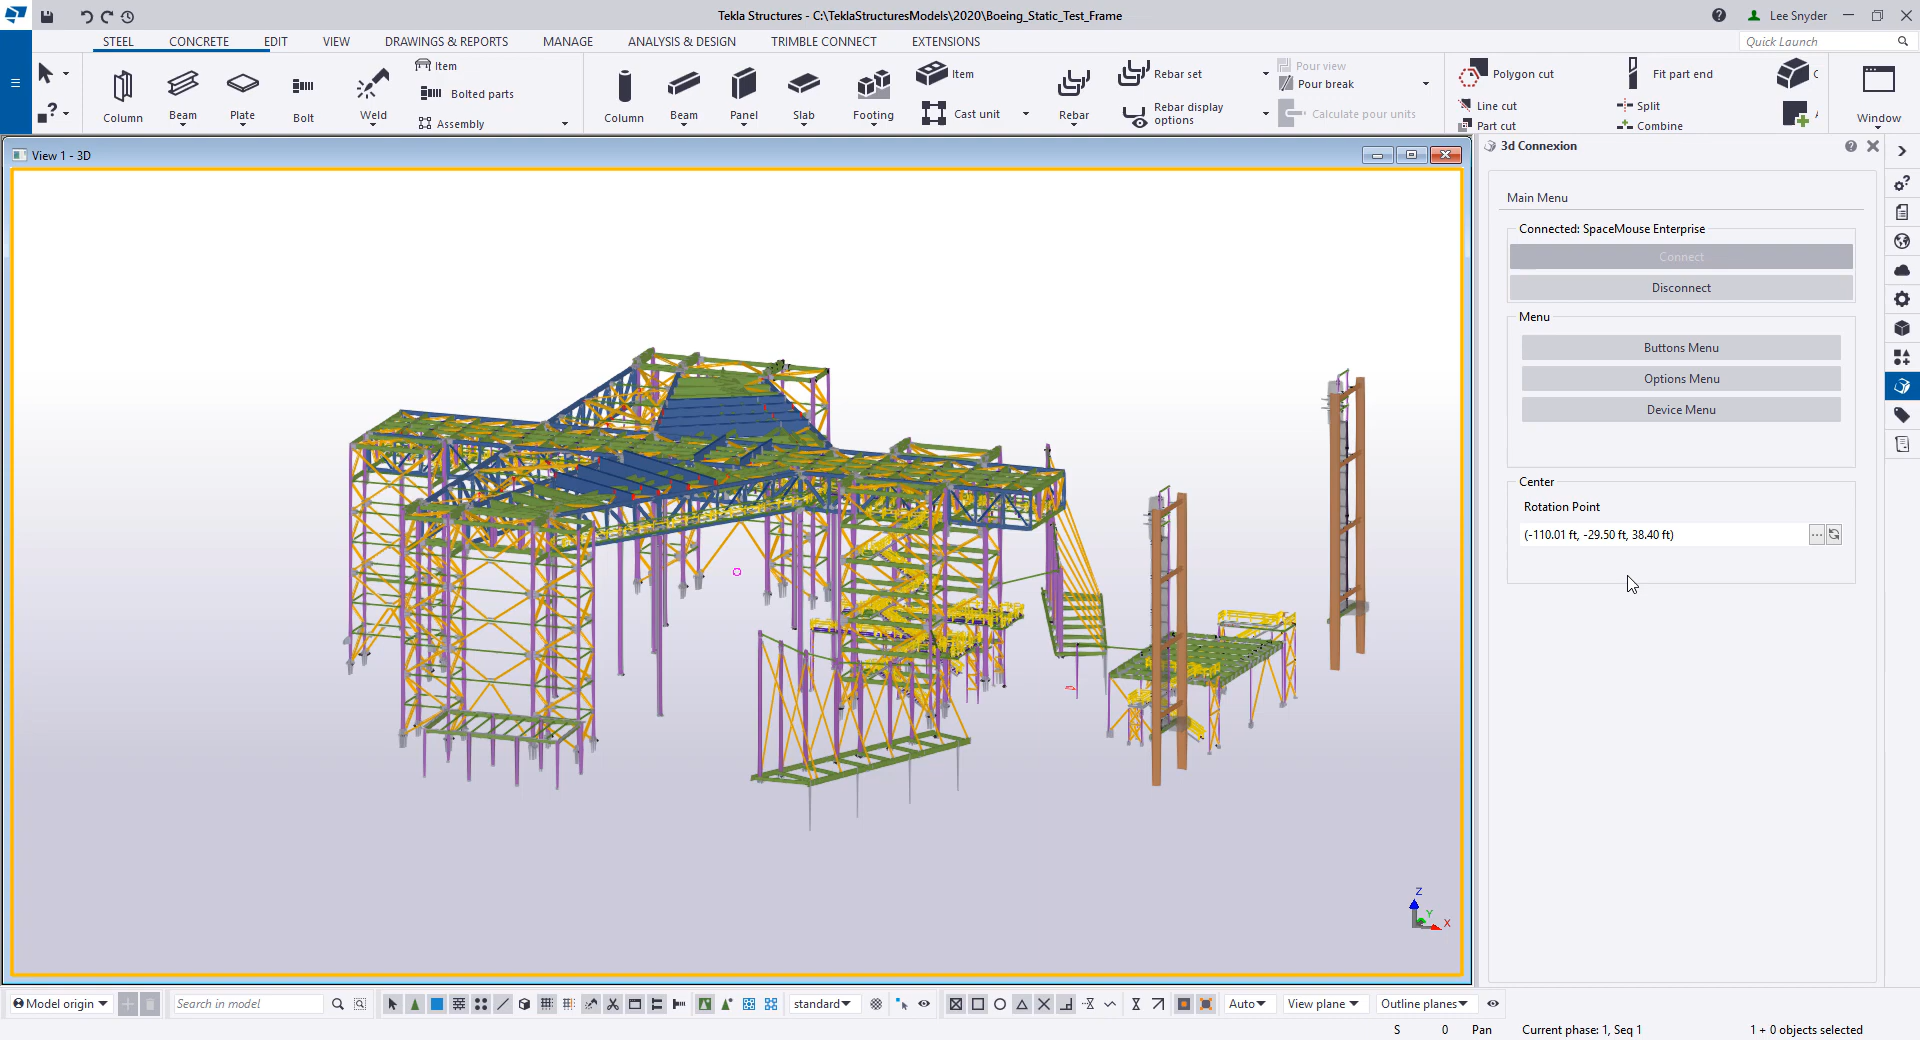 Tekla Structures - C:\TeklaStructuresModels\2020\Boeing_Static_Test_Frame
Lee Snyder
STEEL CONCRETE EDIT VIEW DRAWINGS & REPORTS MANAGE ANALYSIS & DESIGN TRIMBLE CONNECT EXTENSIONS
Quick Launch
Column
Beam
Plate
Bolt
Weld
Item
Bolted parts
Assembly
Column
Beam
Panel
Slab
Footing
Item
Cast unit
Rebar
Rebar set
Rebar display
options
Pour view
Pour break
Calculate pour units
Polygon cut
Line cut
Part cut
Fit part end
Split
Combine
Window
View 1 - 3D
Z
Y
X
3d Connexion
Main Menu
Connected: SpaceMouse Enterprise
Connect
Disconnect
Menu
Buttons Menu
Options Menu
Device Menu
Center
Rotation Point
(-110.01 ft, -29.50 ft, 38.40 ft)
Model origin
Search in model
standard
Auto
View plane
Outline planes
S 0 Pan Current phase: 1, Seq 1 1 + 0 objects selected